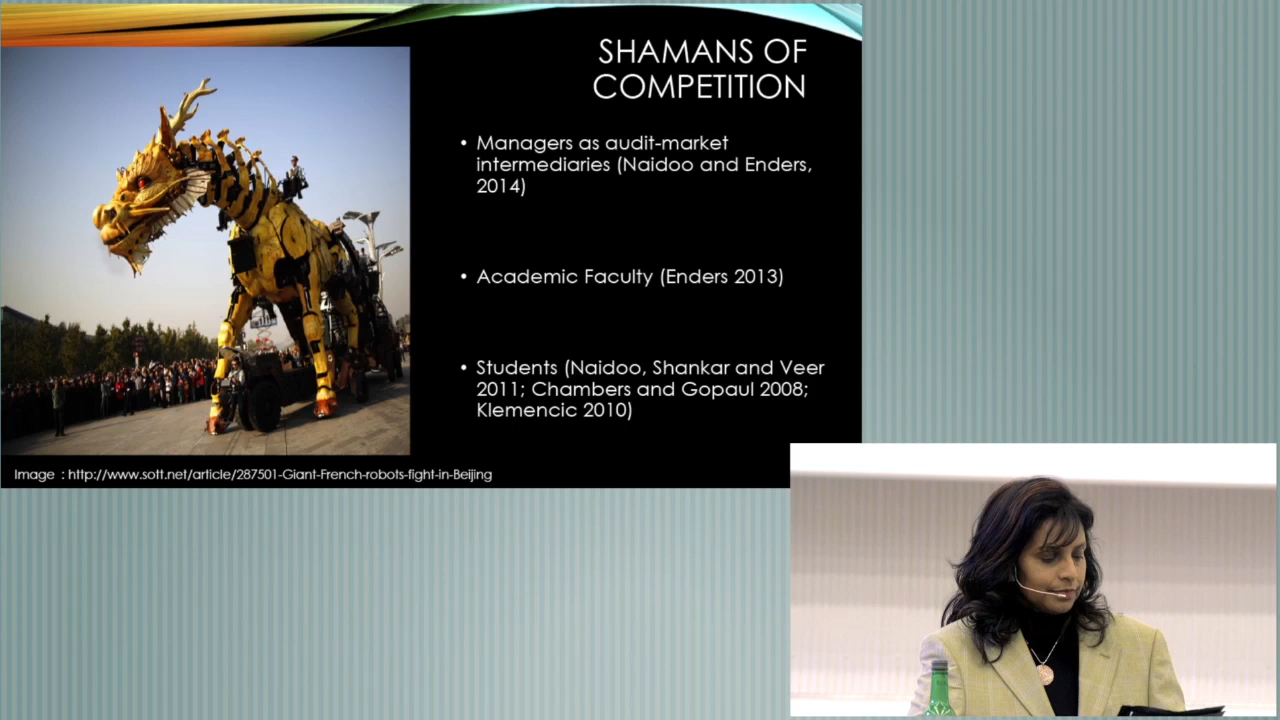 SHAMANS OF
COMPETITION
• Managers as audit-market
intermediaries (Naidoo and Enders,
2014)
• Academic Faculty (Enders 2013)
• Students (Naidoo, Shankar and Veer
2011; Chambers and Gopaul 2008;
Klemencic 2010)
Image : http://www.sott.net/article/287501-Giant-French-robots-fight-in-Beijing